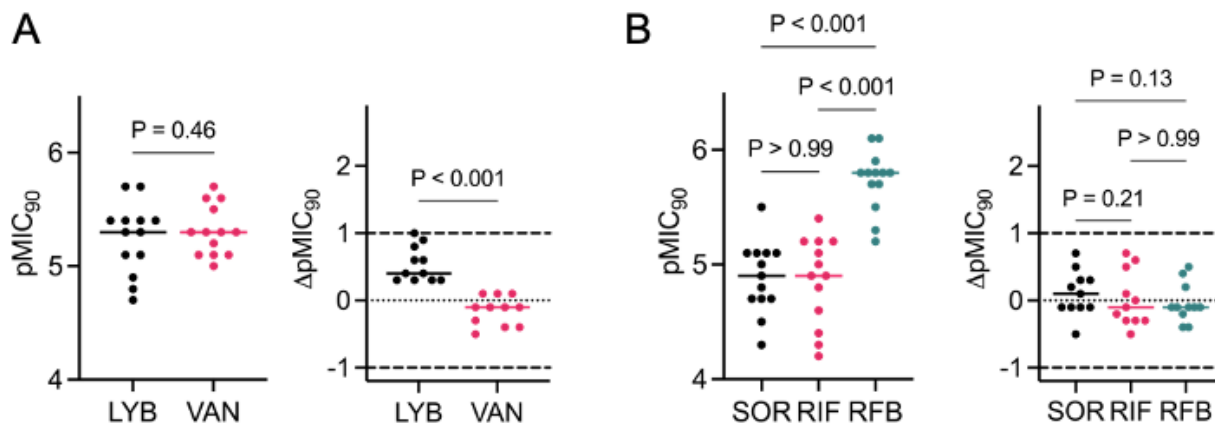 A
P = 0.46
pMIC90
6
5
4
LYB VAN
P < 0.001
ΔpMIC90
2
1
0
-1
LYB VAN
B
P < 0.001
P < 0.001
P > 0.99
pMIC90
6
5
4
SOR RIF RFB
P = 0.13
P > 0.99
P = 0.21
ΔpMIC90
2
1
0
-1
SOR RIF RFB